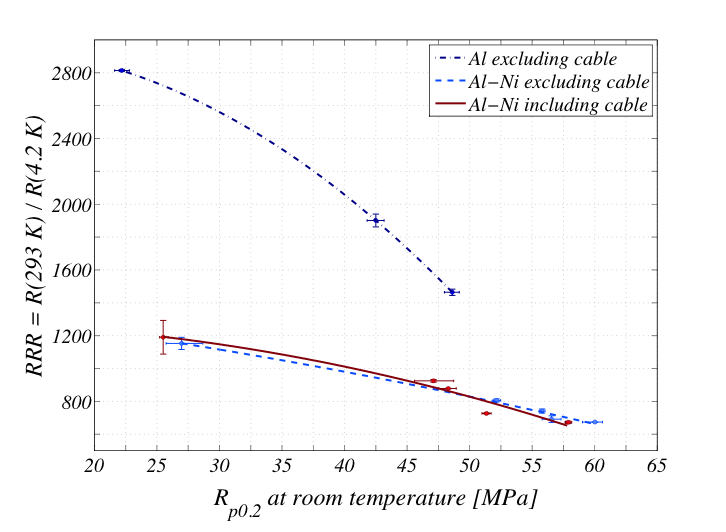 Al excluding cable
Al−Ni excluding cable
Al−Ni including cable
RRR = R(293 K) / R(4.2 K)
2800
2400
2000
1600
1200
800
20 25 30 35 40 45 50 55 60 65
R_p0.2 at room temperature [MPa]